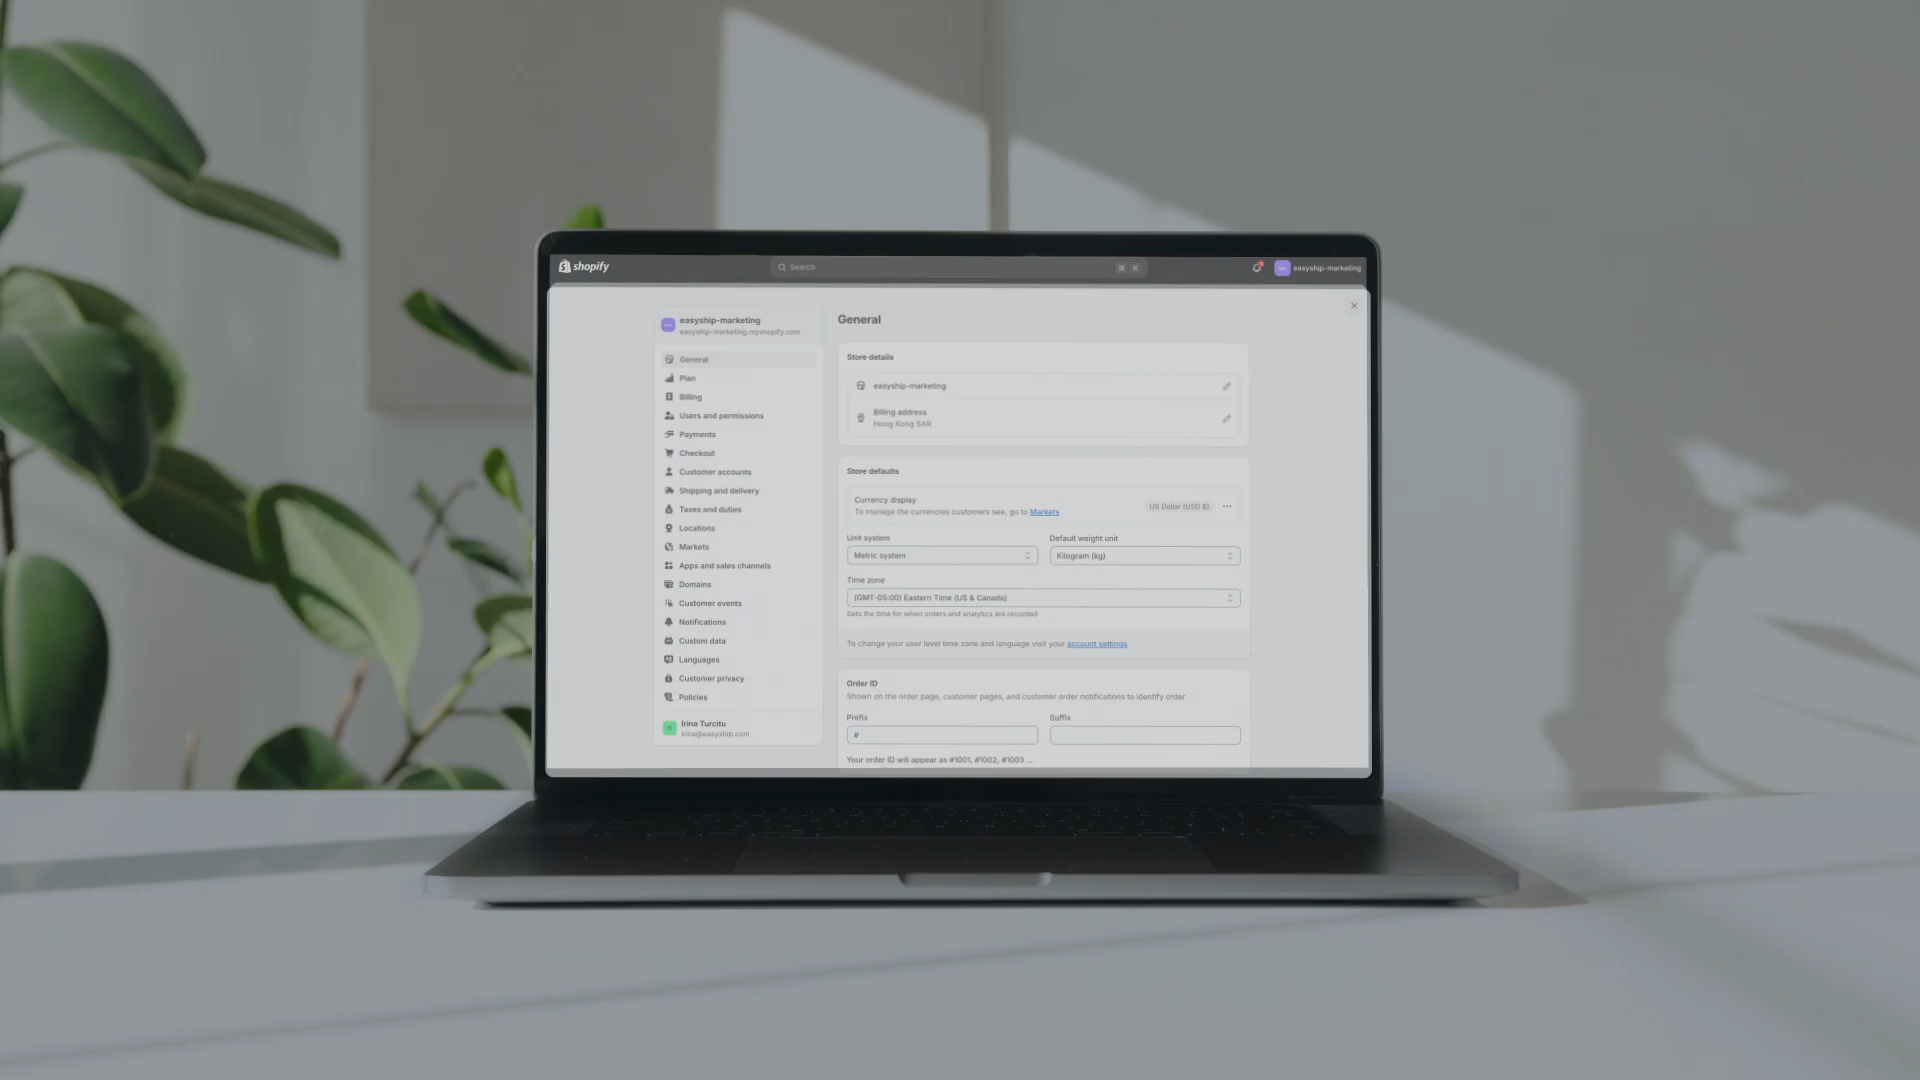 shopify
Search
⌘ K
easyship-marketing
easyship-marketing
easyship-marketing.myshopify.com
General
Plan
Billing
Users and permissions
Payments
Checkout
Customer accounts
Shipping and delivery
Taxes and duties
Locations
Markets
Apps and sales channels
Domains
Customer events
Notifications
Custom data
Languages
Customer privacy
Policies
Irina Turcitu
irina@easyship.com
General
Store details
easyship-marketing
Billing address
Hong Kong SAR
Store defaults
Currency display
To manage the currencies customers see, go to Markets
US Dollar (USD $)
Unit system
Default weight unit
Metric system
Kilogram (kg)
Time zone
(GMT-05:00) Eastern Time (US & Canada)
Sets the time for when orders and analytics are recorded
To change your user level time zone and language visit your account settings
Order ID
Shown on the order page, customer pages, and customer order notifications to identify order
Prefix
Suffix
#
Your order ID will appear as #1001, #1002, #1003 ...